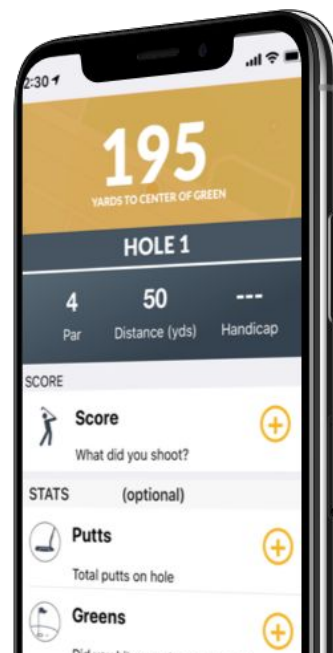 2:30
195
YARDS TO CENTER OF GREEN
HOLE 1
4 50 ---
Par Distance (yds) Handicap
SCORE
Score
What did you shoot?
STATS (optional)
Putts
Total putts on hole
Greens